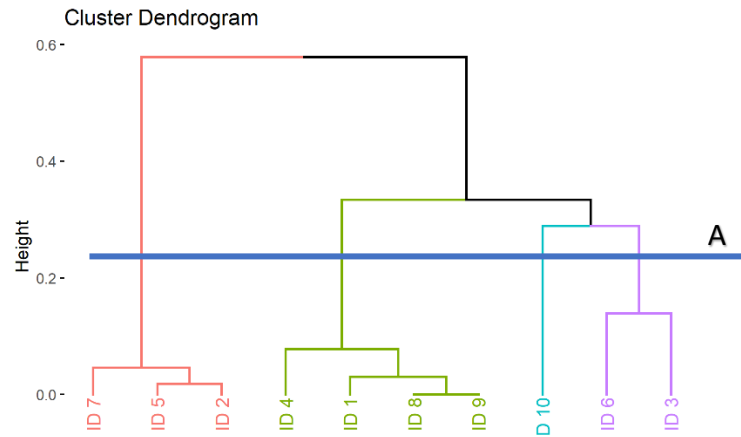 Cluster Dendrogram
0.6
0.4
0.2
0.0
Height
A
ID 7
ID 5
ID 2
ID 4
ID 1
ID 8
ID 9
D 10
ID 6
ID 3